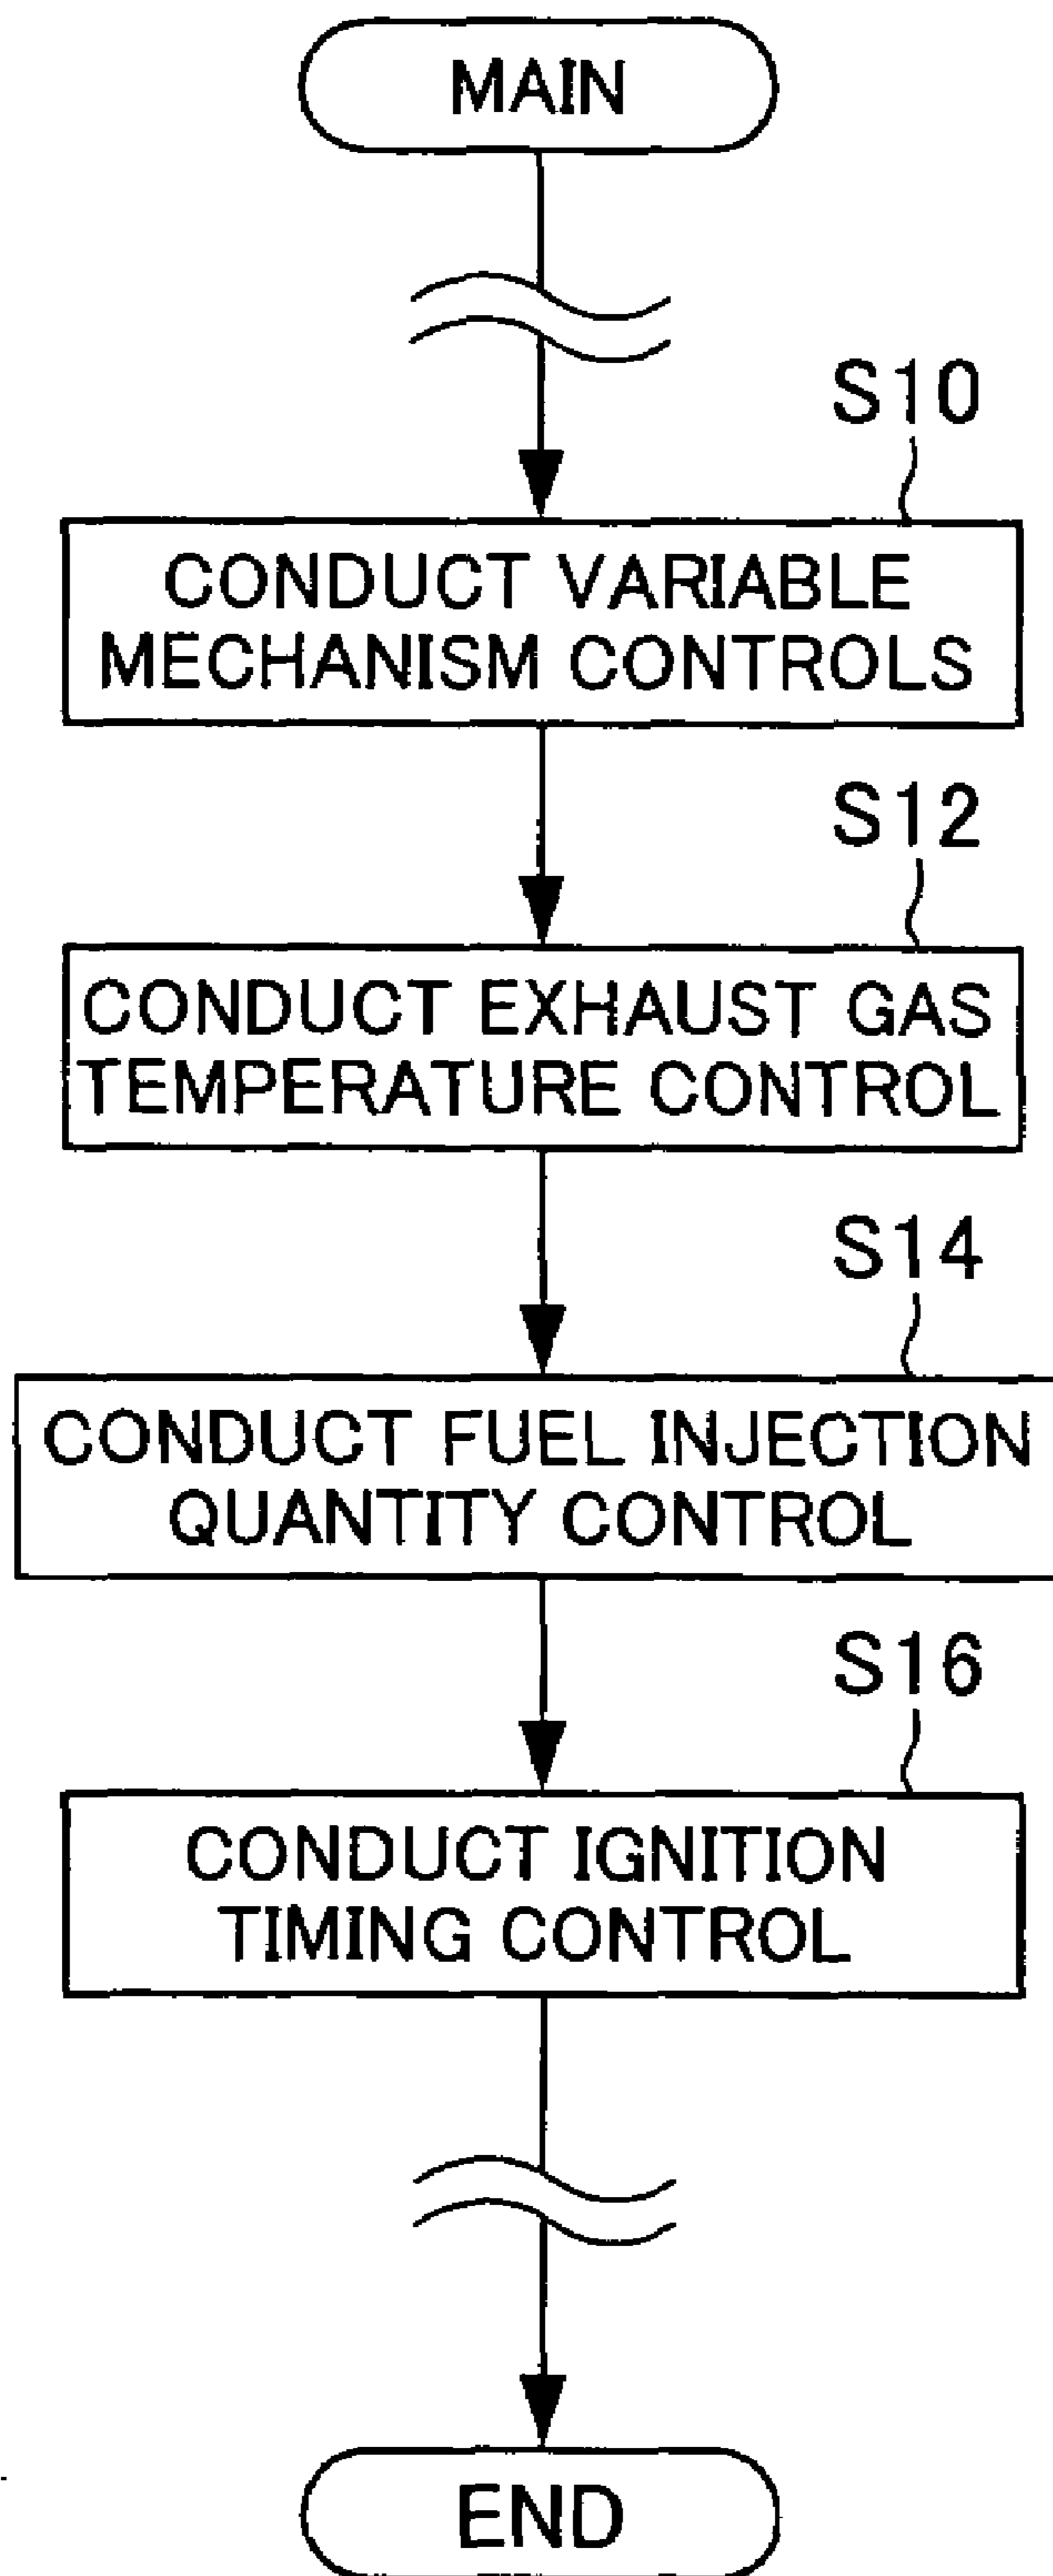 MAIN
S10
CONDUCT VARIABLE
MECHANISM CONTROLS
S12
CONDUCT EXHAUST GAS
TEMPERATURE CONTROL
S14
CONDUCT FUEL INJECTION
QUANTITY CONTROL
S16
CONDUCT IGNITION
TIMING CONTROL
END